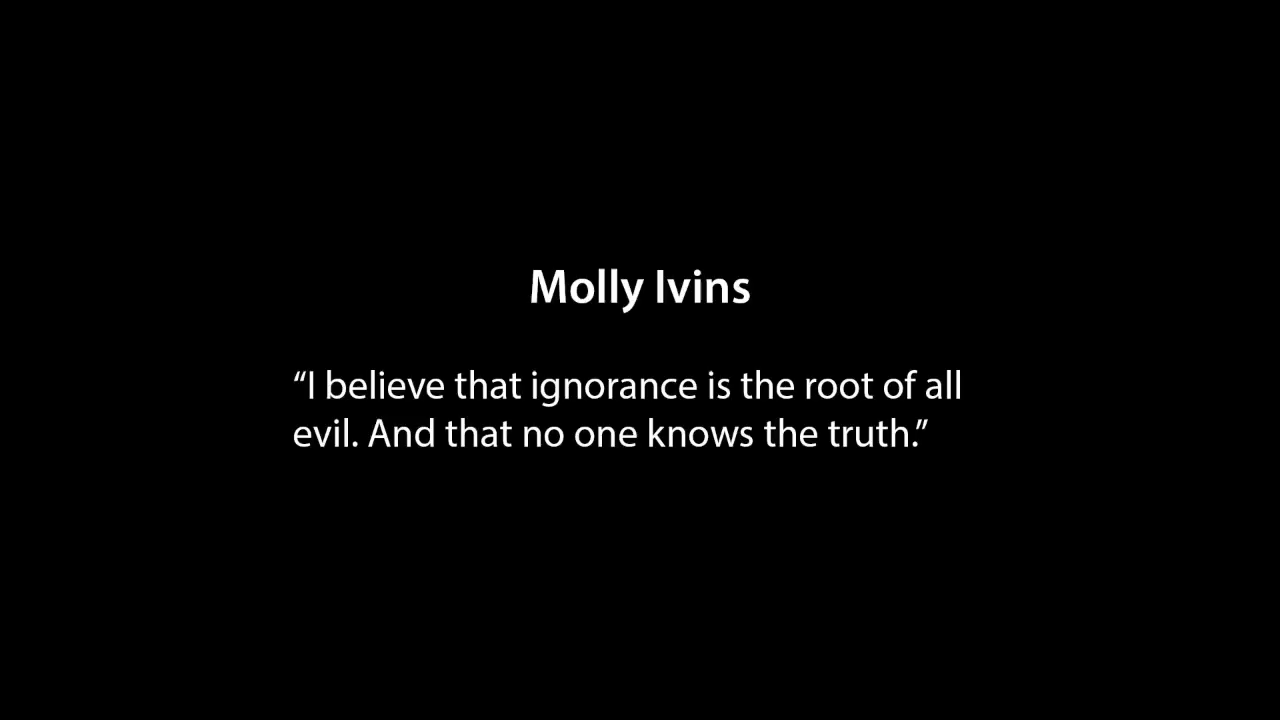 Molly Ivins
“I believe that ignorance is the root of all
evil. And that no one knows the truth.”